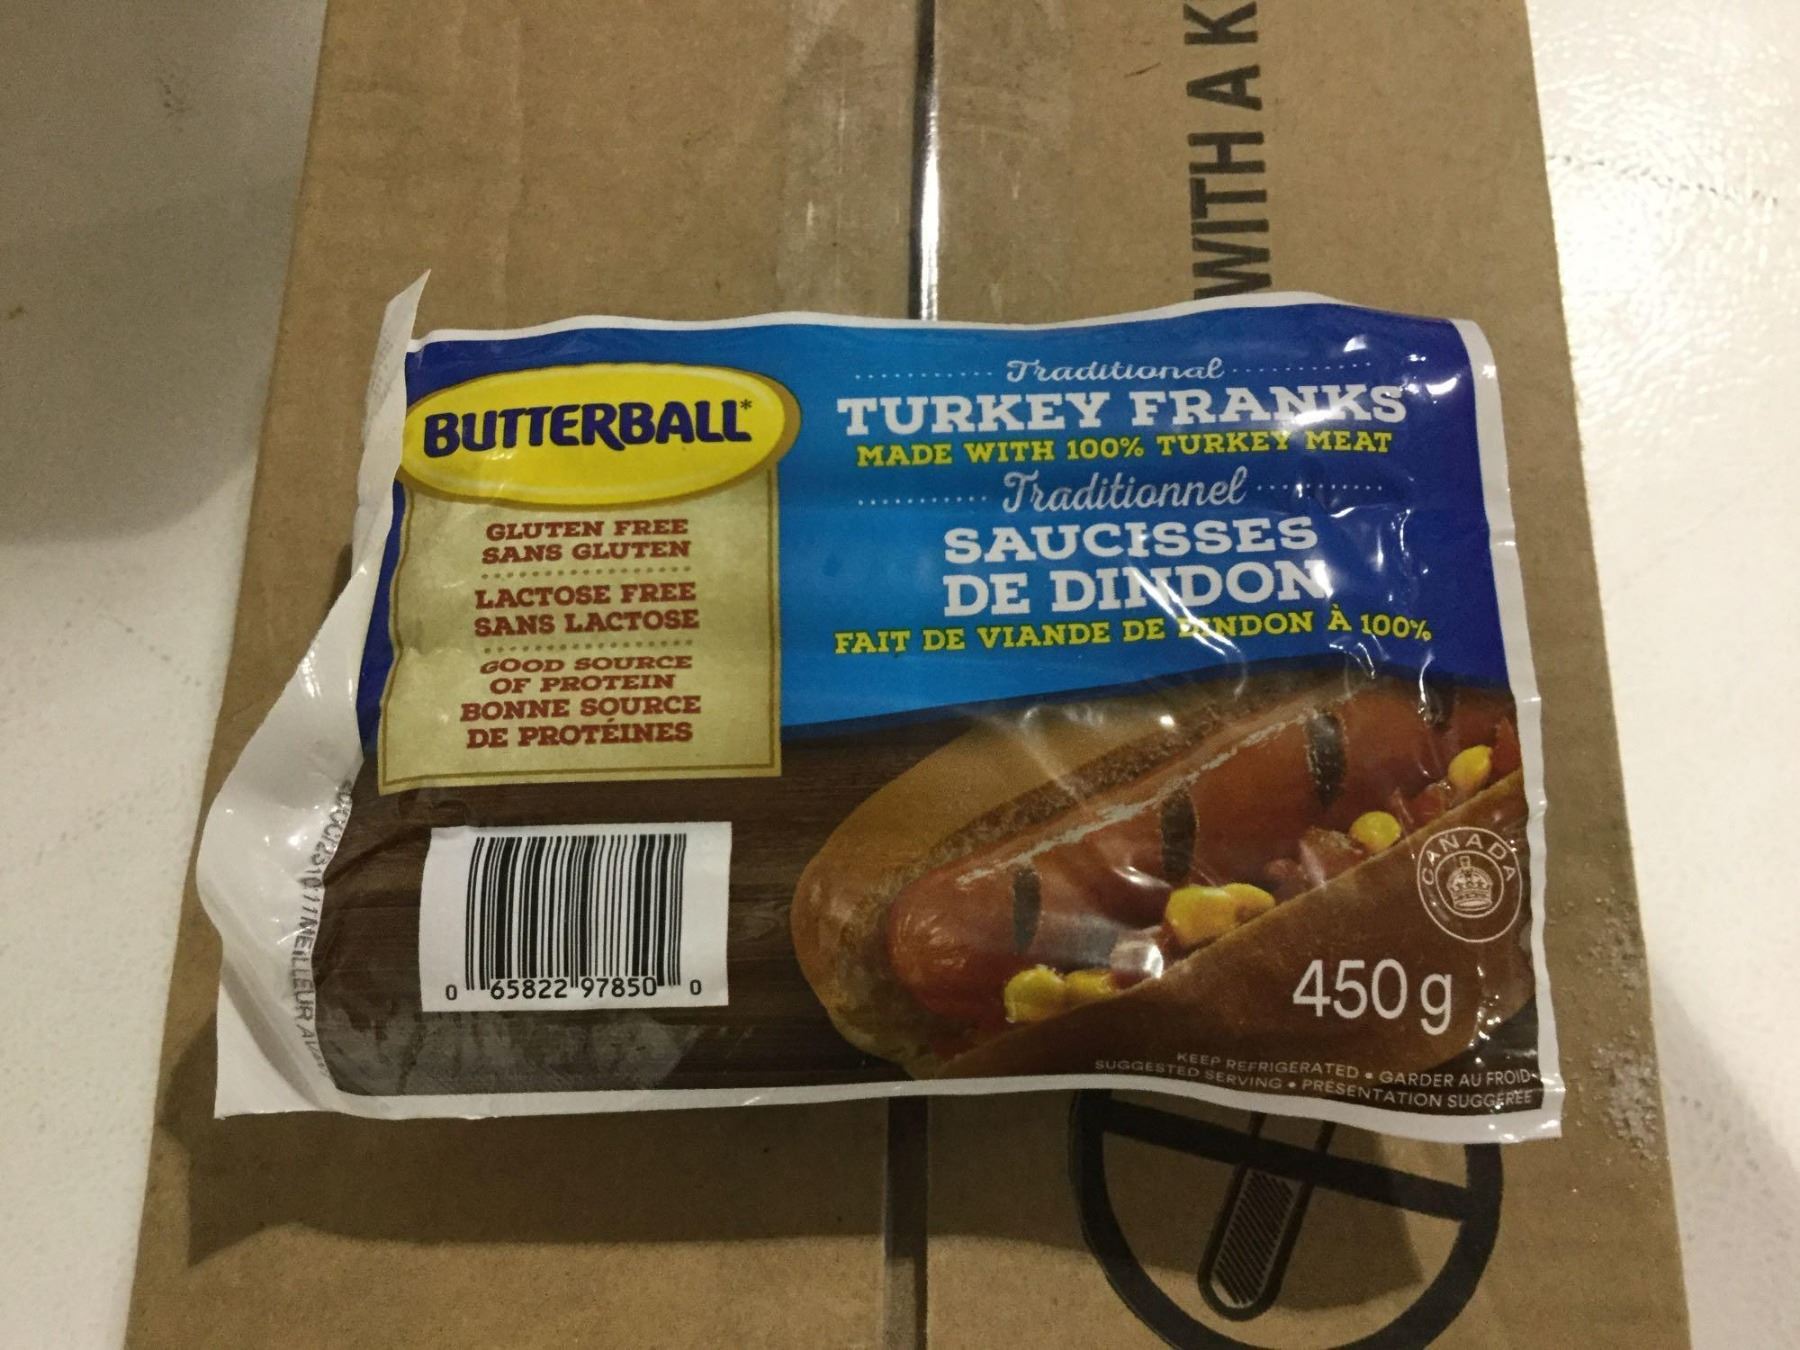 WITH A K
BUTTERBALL*
GLUTEN FREE
SANS GLUTEN
LACTOSE FREE
SANS LACTOSE
GOOD SOURCE
OF PROTEIN
BONNE SOURCE
DE PROTÉINES
Traditional
TURKEY FRANKS
MADE WITH 100% TURKEY MEAT
Traditionnel
SAUCISSES
DE DINDON
FAIT DE VIANDE DE DINDON À 100%
CANADA
450 g
KEEP REFRIGERATED • GARDER AU FROID
SUGGESTED SERVING • PRÉSENTATION SUGGÉRÉE
0 65822 97850 0
MEILLEUR